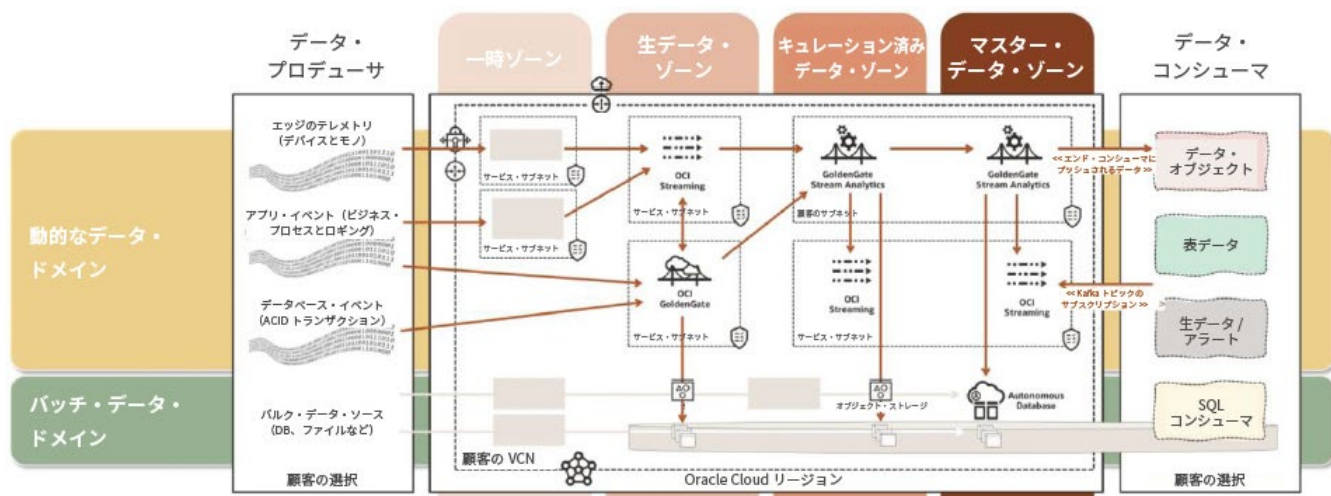 データ・
プロデューサ
一時ゾーン
生データ・
ゾーン
キュレーション済み
データ・ゾーン
マスター・
データ・ゾーン
データ・
コンシューマ
動的なデータ・
ドメイン
バッチ・データ・
ドメイン
エッジのテレメトリ
(デバイスとモノ)
アプリ・イベント (ビジネス・
プロセスとロギング)
データベース・イベント
(ACID トランザクション)
バルク・データ・ソース
(DB、ファイルなど)
顧客の選択
サービス・サブネット
サービス・サブネット
OCI
Streaming
サービス・サブネット
OCI
GoldenGate
サービス・サブネット
GoldenGate
Stream Analytics
GoldenGate
Stream Analytics
顧客のサブネット
OCI
Streaming
OCI
Streaming
サービス・サブネット
オブジェクト・ストレージ
Autonomous
Database
顧客の VCN
Oracle Cloud リージョン
<< エンド・コンシューマに
プッシュされるデータ >>
<< Kafka トピックの
サブスクリプション >>
データ・
オブジェクト
表データ
生データ /
アラート
SQL
コンシューマ
顧客の選択